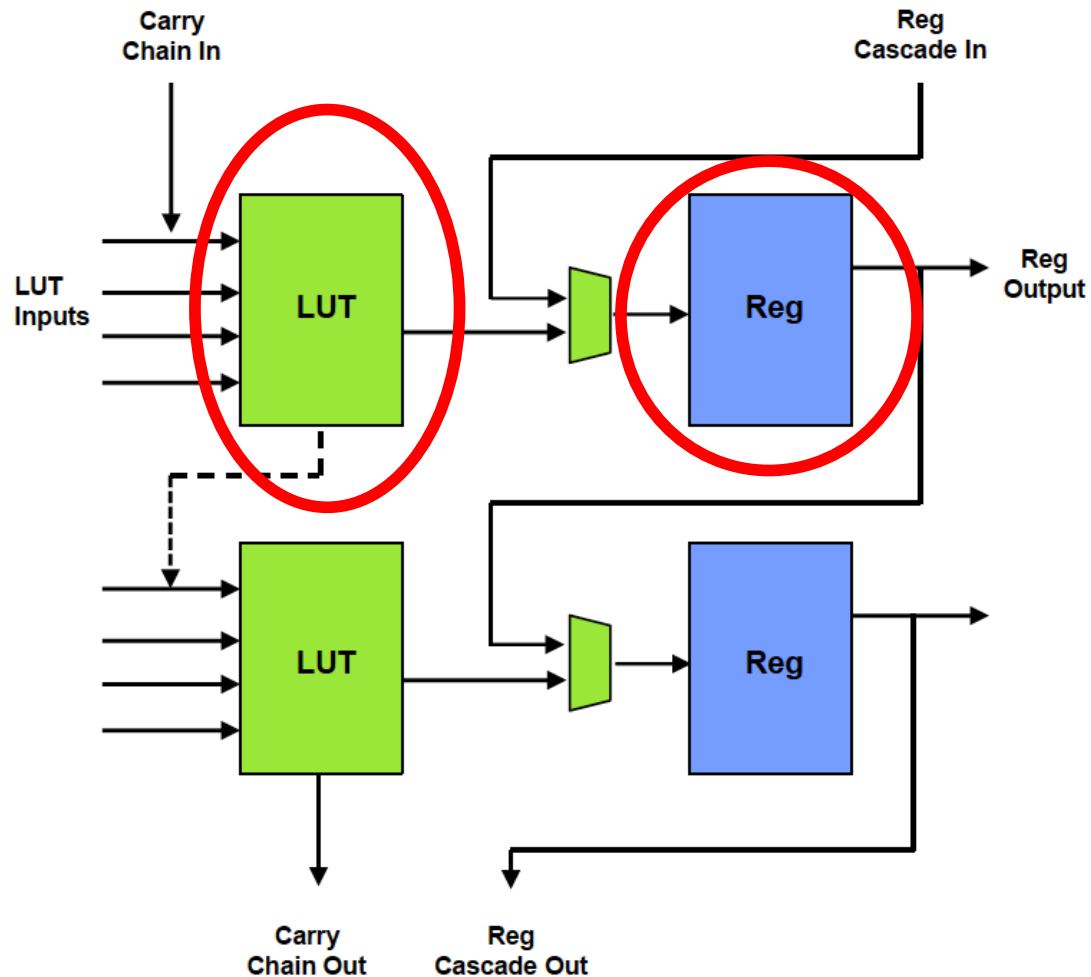 Carry
Chain In
Reg
Cascade In
LUT
Inputs
LUT
Reg
Reg
Output
LUT
Reg
Carry
Chain Out
Reg
Cascade Out